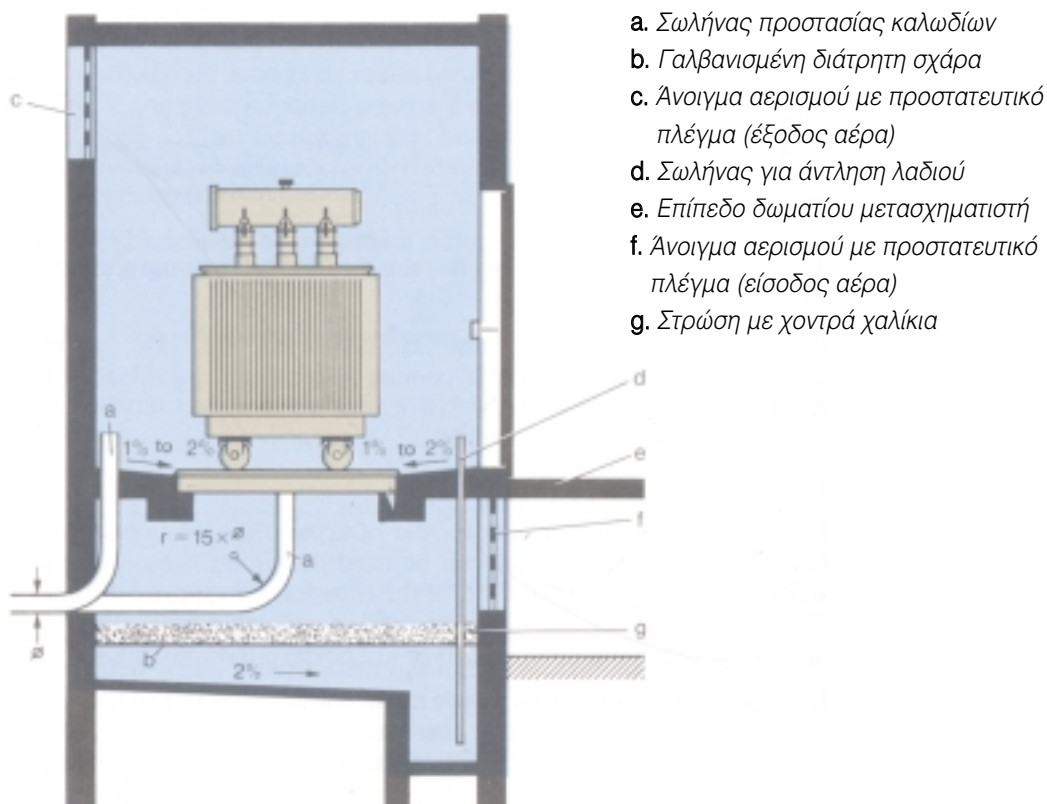 a. Σωλήνας προστασίας καλωδίων
b. Γαλβανισμένη διάτρητη σχάρα
c. Άνοιγμα αερισμού με προστατευτικό
πλέγμα (έξοδος αέρα)
d. Σωλήνας για άντληση λαδιού
e. Επίπεδο δωματίου μετασχηματιστή
f. Άνοιγμα αερισμού με προστατευτικό
πλέγμα (είσοδος αέρα)
g. Στρώση με χοντρά χαλίκια
c
d
a
1% to 2%
1% to 2%
e
f
r = 15 × ø
a
g
ø
b
2%